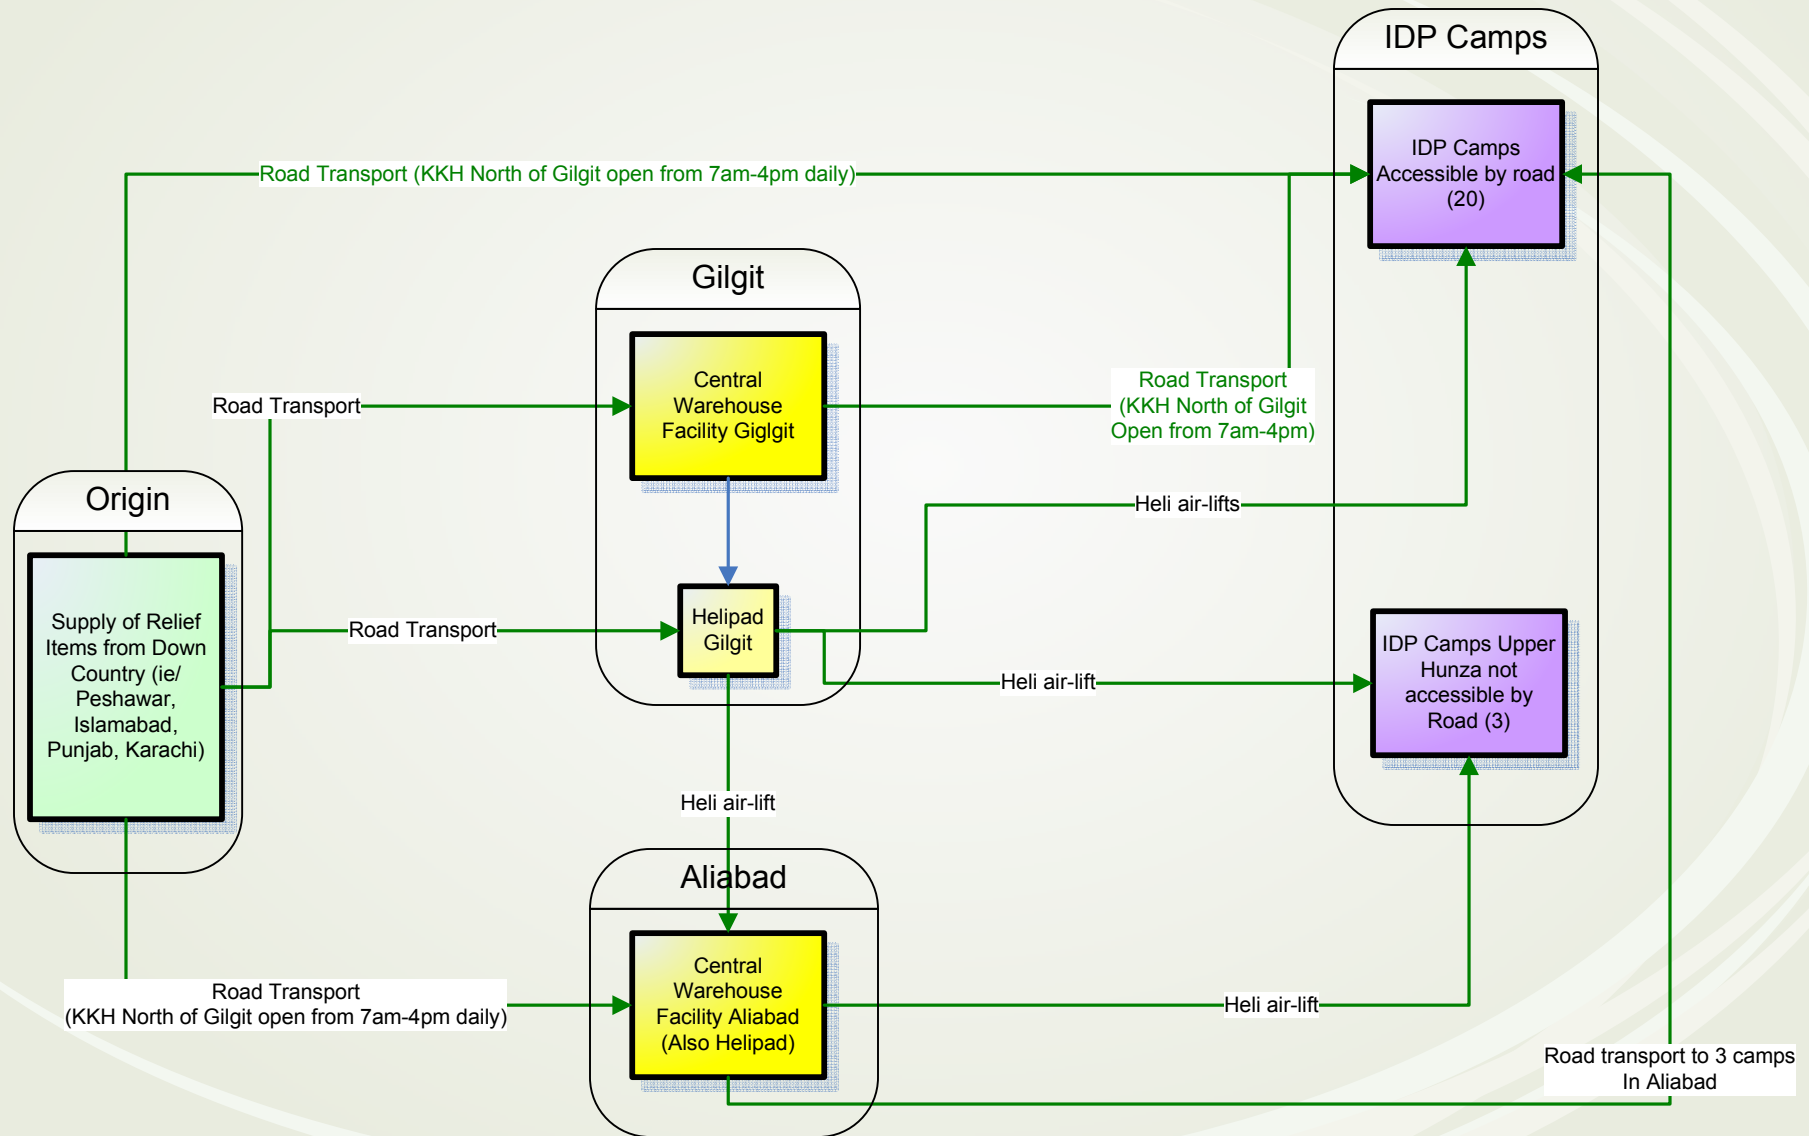 IDP Camps
IDP Camps
Accessible by road
(20)
Road Transport (KKH North of Gilgit open from 7am-4pm daily)
Gilgit
Central
Warehouse
Facility Giglgit
Road Transport
(KKH North of Gilgit
Open from 7am-4pm)
Road Transport
Origin
Heli air-lifts
Supply of Relief
Items from Down
Country (ie/
Peshawar,
Islamabad,
Punjab, Karachi)
Road Transport
Helipad
Gilgit
Heli air-lift
IDP Camps Upper
Hunza not
accessible by
Road (3)
Heli air-lift
Aliabad
Central
Warehouse
Facility Aliabad
(Also Helipad)
Road Transport
(KKH North of Gilgit open from 7am-4pm daily)
Heli air-lift
Road transport to 3 camps
In Aliabad